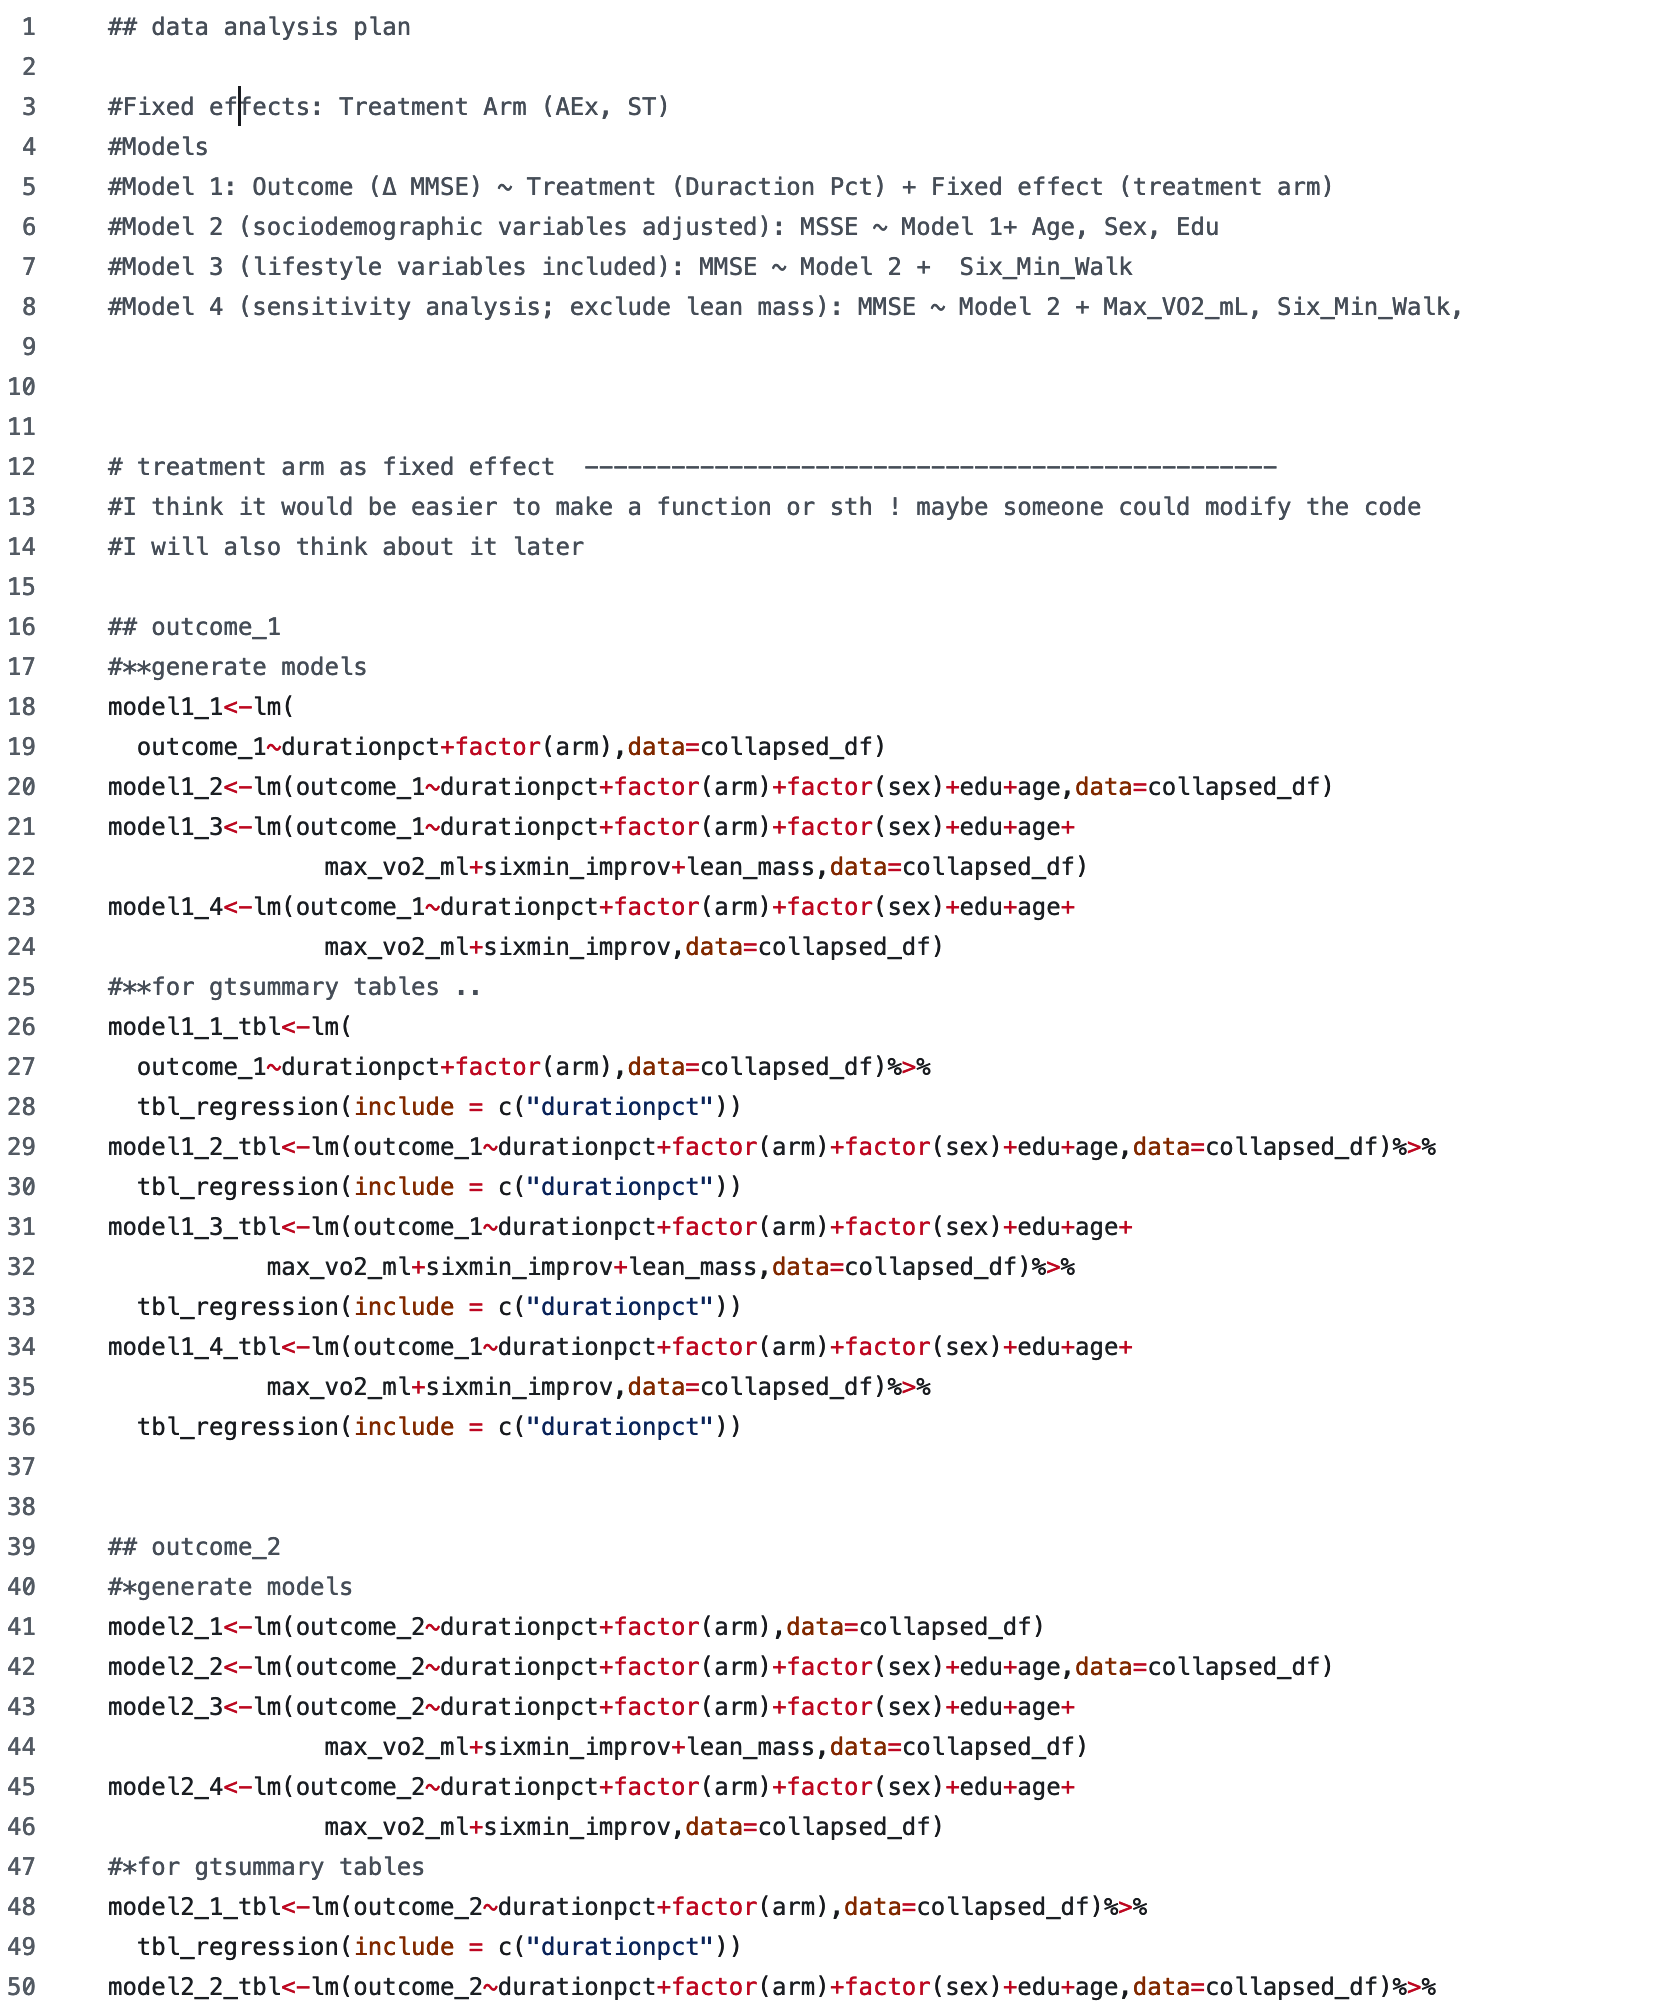 1 ## data analysis plan
2
3 #Fixed effects: Treatment Arm (AEx, ST)
4 #Models
5 #Model 1: Outcome (Δ MMSE) ~ Treatment (Duraction Pct) + Fixed effect (treatment arm)
6 #Model 2 (sociodemographic variables adjusted): MSSE ~ Model 1+ Age, Sex, Edu
7 #Model 3 (lifestyle variables included): MMSE ~ Model 2 +  Six_Min_Walk
8 #Model 4 (sensitivity analysis; exclude lean mass): MMSE ~ Model 2 + Max_VO2_mL, Six_Min_Walk,
9
10
11
12 # treatment arm as fixed effect  ------------------------------------------------
13 #I think it would be easier to make a function or sth ! maybe someone could modify the code
14 #I will also think about it later
15
16 ## outcome_1
17 #**generate models
18 model1_1<-lm(
19   outcome_1~durationpct+factor(arm),data=collapsed_df)
20 model1_2<-lm(outcome_1~durationpct+factor(arm)+factor(sex)+edu+age,data=collapsed_df)
21 model1_3<-lm(outcome_1~durationpct+factor(arm)+factor(sex)+edu+age+
22                max_vo2_ml+sixmin_improv+lean_mass,data=collapsed_df)
23 model1_4<-lm(outcome_1~durationpct+factor(arm)+factor(sex)+edu+age+
24                max_vo2_ml+sixmin_improv,data=collapsed_df)
25 #**for gtsummary tables ..
26 model1_1_tbl<-lm(
27   outcome_1~durationpct+factor(arm),data=collapsed_df)%>%
28   tbl_regression(include = c("durationpct"))
29 model1_2_tbl<-lm(outcome_1~durationpct+factor(arm)+factor(sex)+edu+age,data=collapsed_df)%>%
30   tbl_regression(include = c("durationpct"))
31 model1_3_tbl<-lm(outcome_1~durationpct+factor(arm)+factor(sex)+edu+age+
32            max_vo2_ml+sixmin_improv+lean_mass,data=collapsed_df)%>%
33   tbl_regression(include = c("durationpct"))
34 model1_4_tbl<-lm(outcome_1~durationpct+factor(arm)+factor(sex)+edu+age+
35            max_vo2_ml+sixmin_improv,data=collapsed_df)%>%
36   tbl_regression(include = c("durationpct"))
37
38
39 ## outcome_2
40 #*generate models
41 model2_1<-lm(outcome_2~durationpct+factor(arm),data=collapsed_df)
42 model2_2<-lm(outcome_2~durationpct+factor(arm)+factor(sex)+edu+age,data=collapsed_df)
43 model2_3<-lm(outcome_2~durationpct+factor(arm)+factor(sex)+edu+age+
44                max_vo2_ml+sixmin_improv+lean_mass,data=collapsed_df)
45 model2_4<-lm(outcome_2~durationpct+factor(arm)+factor(sex)+edu+age+
46                max_vo2_ml+sixmin_improv,data=collapsed_df)
47 #*for gtsummary tables
48 model2_1_tbl<-lm(outcome_2~durationpct+factor(arm),data=collapsed_df)%>%
49   tbl_regression(include = c("durationpct"))
50 model2_2_tbl<-lm(outcome_2~durationpct+factor(arm)+factor(sex)+edu+age,data=collapsed_df)%>%